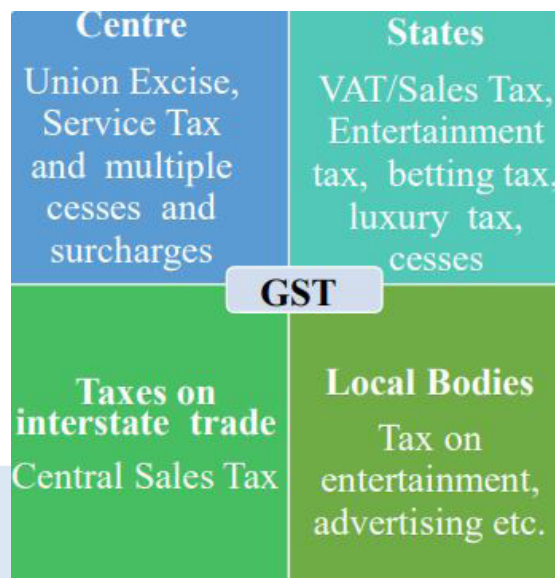 Centre
Union Excise,
Service Tax
and multiple
cesses and
surcharges
States
VAT/Sales Tax,
Entertainment
tax, betting tax,
luxury tax,
cesses
GST
Taxes on
interstate trade
Central Sales Tax
Local Bodies
Tax on
entertainment,
advertising etc.